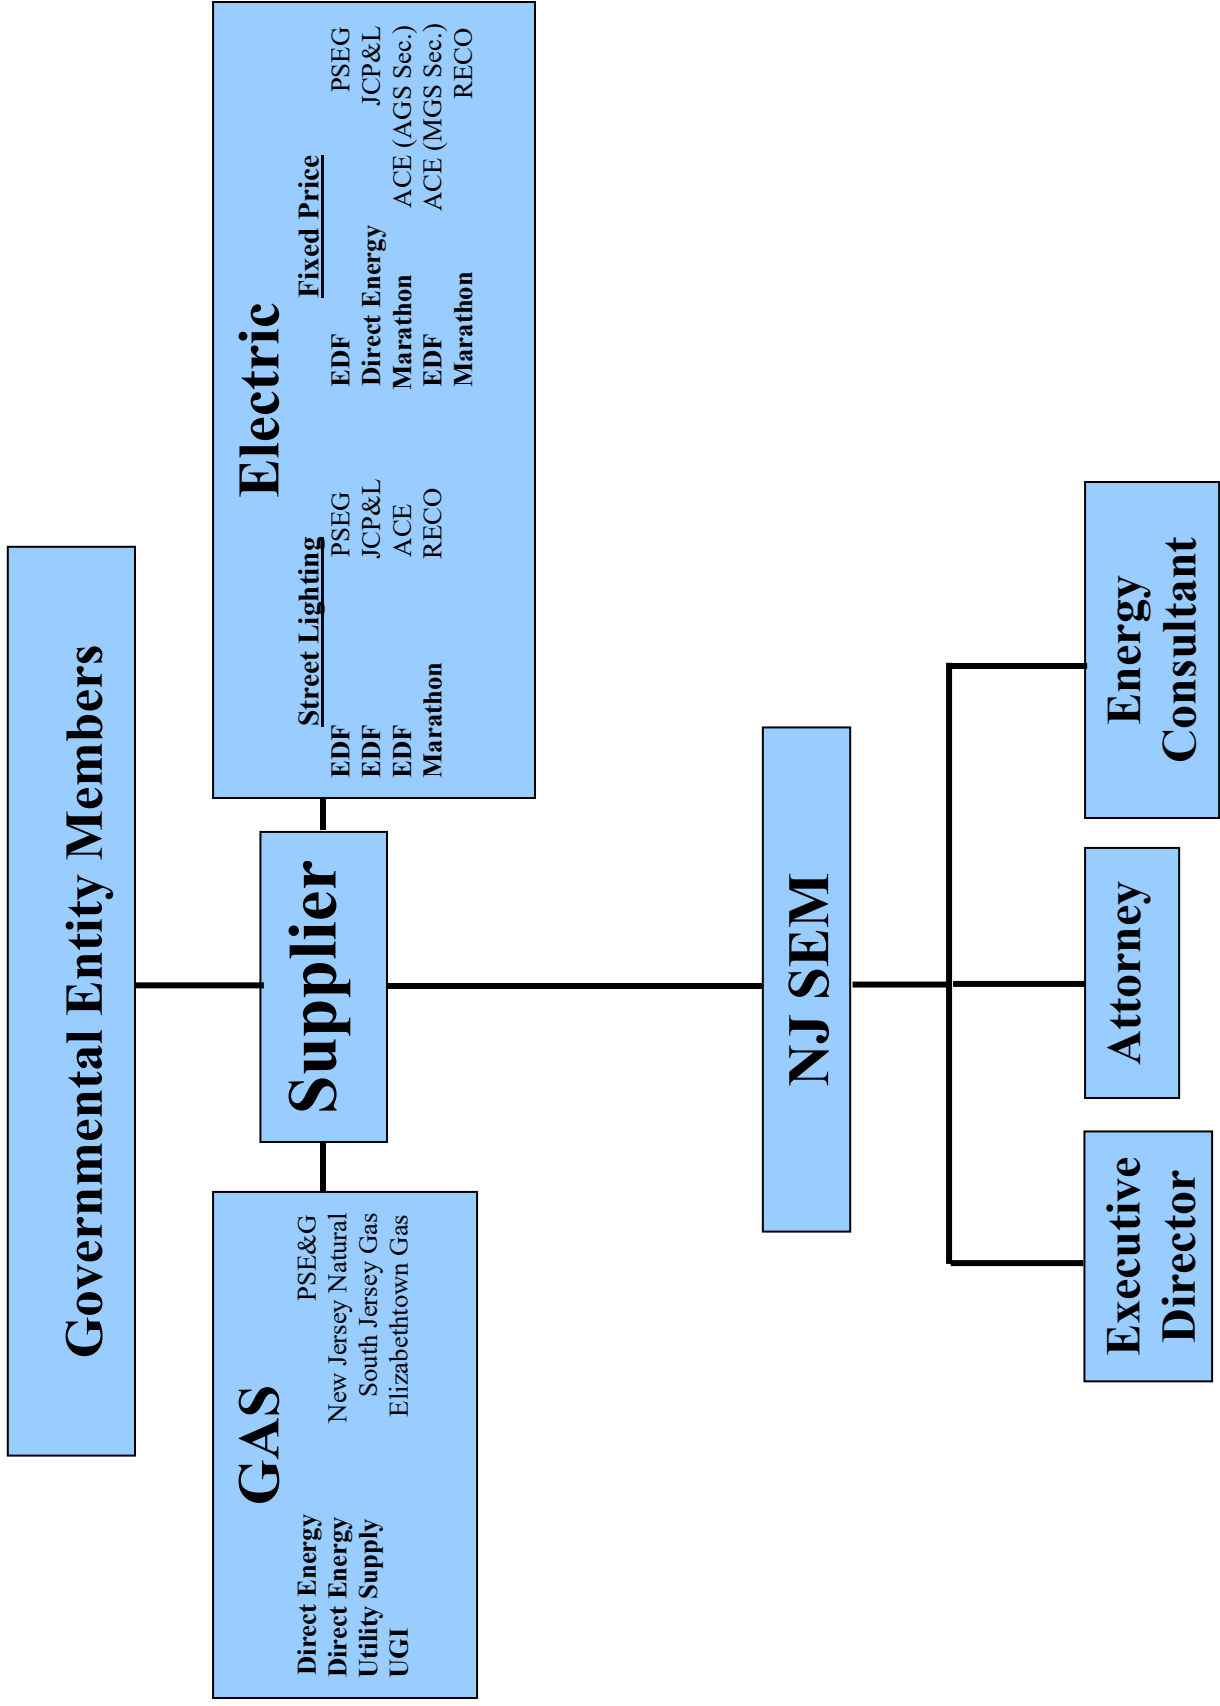 Governmental Entity Members
GAS
Direct Energy PSE&G
Direct Energy New Jersey Natural
Utility Supply South Jersey Gas
UGI Elizabethtown Gas
Supplier
Electric
Street Lighting Fixed Price
EDF PSEG EDF PSEG
EDF JCP&L Direct Energy JCP&L
EDF ACE Marathon ACE (AGS Sec.)
Marathon RECO EDF ACE (MGS Sec.)
Marathon RECO
NJ SEM
Executive
Director
Attorney
Energy
Consultant